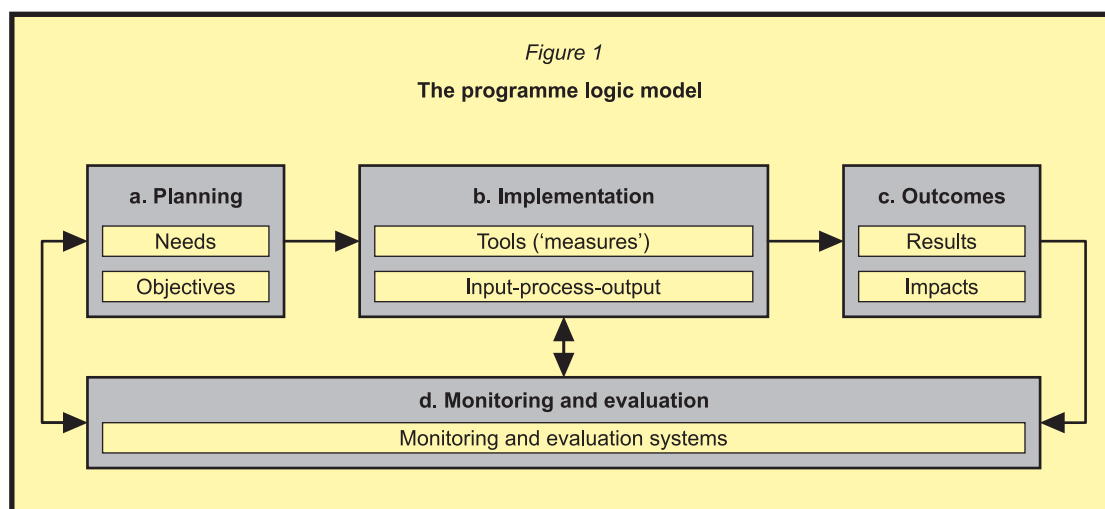 Figure 1
The programme logic model
a. Planning
Needs
Objectives
b. Implementation
Tools (‘measures’)
Input-process-output
c. Outcomes
Results
Impacts
d. Monitoring and evaluation
Monitoring and evaluation systems